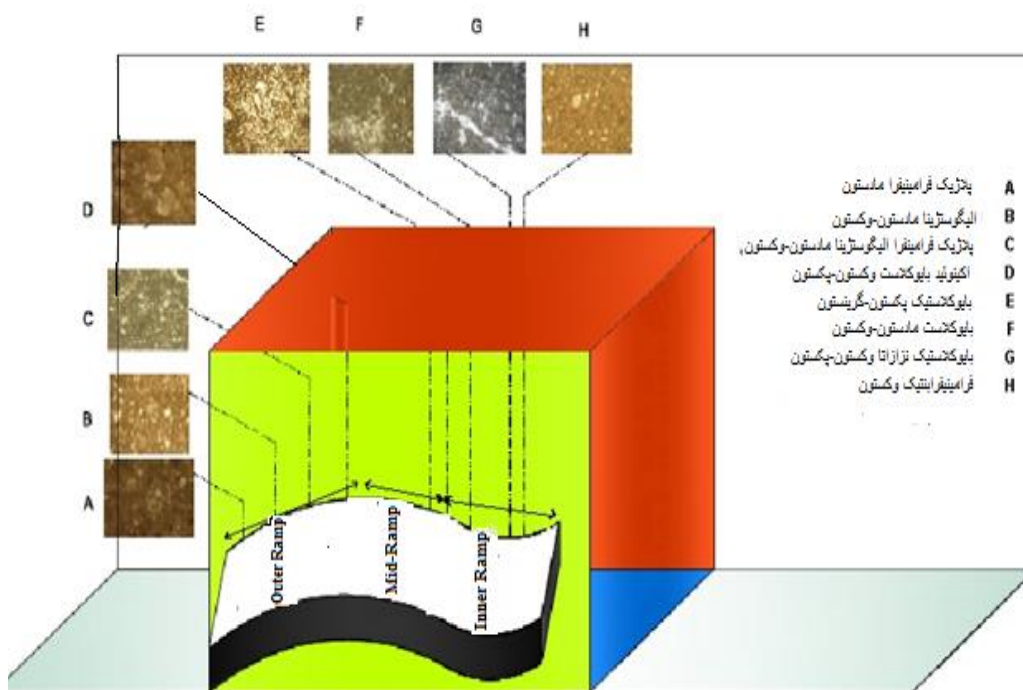 E F G H
D
C
B
A
پلاژیک فرامینیفرا مادستون A
الیگوستژینا مادستون-وکستون B
پلاژیک فرامینیفرا الیگوستژینا مادستون-وکستون, C
اکینوئید بایوکلاست وکستون-پکستون D
بایوکلاستیک پکستون-گرینستون E
بایوکلاست مادستون-وکستون F
بایوکلاستیک نزازاتا وکستون-پکستون G
فرامینیفرابنتیک وکستون H
Outer Ramp
Mid-Ramp
Inner Ramp